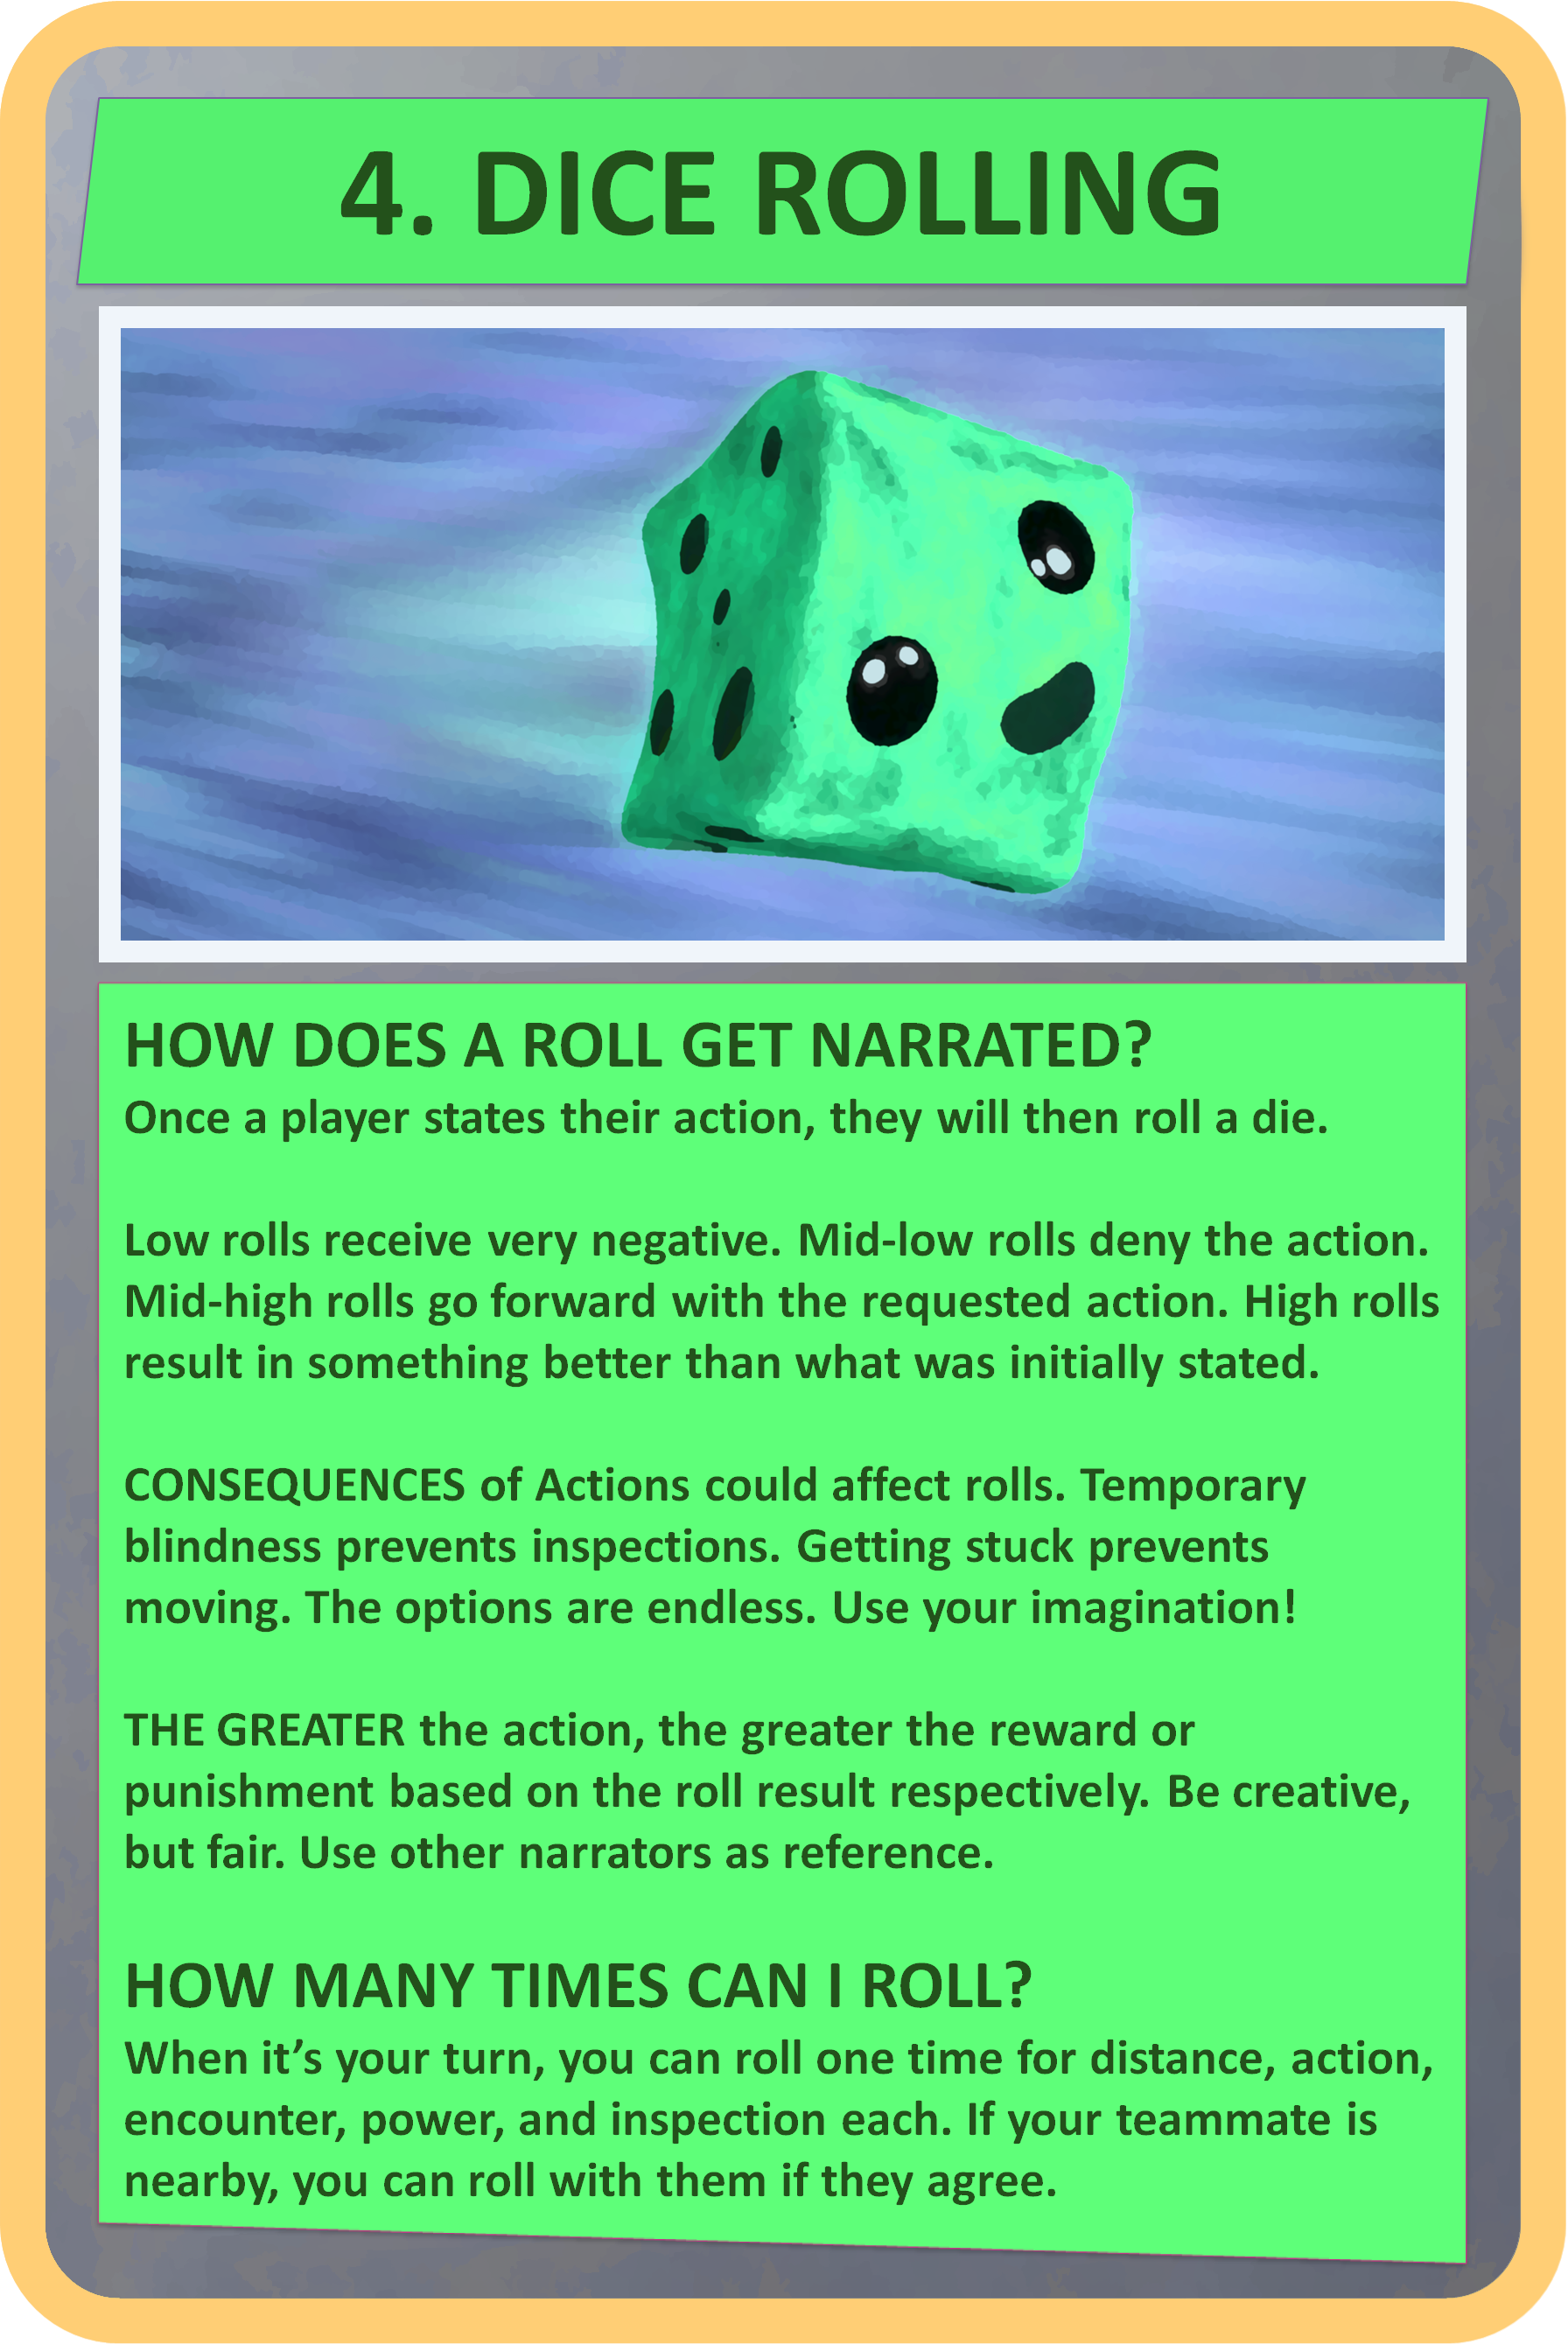 4. DICE ROLLING
HOW DOES A ROLL GET NARRATED?
Once a player states their action, they will then roll a die.
Low rolls receive very negative. Mid-low rolls deny the action.
Mid-high rolls go forward with the requested action. High rolls
result in something better than what was initially stated.
CONSEQUENCES of Actions could affect rolls. Temporary
blindness prevents inspections. Getting stuck prevents
moving. The options are endless. Use your imagination!
THE GREATER the action, the greater the reward or
punishment based on the roll result respectively. Be creative,
but fair. Use other narrators as reference.
HOW MANY TIMES CAN I ROLL?
When it’s your turn, you can roll one time for distance, action,
encounter, power, and inspection each. If your teammate is
nearby, you can roll with them if they agree.